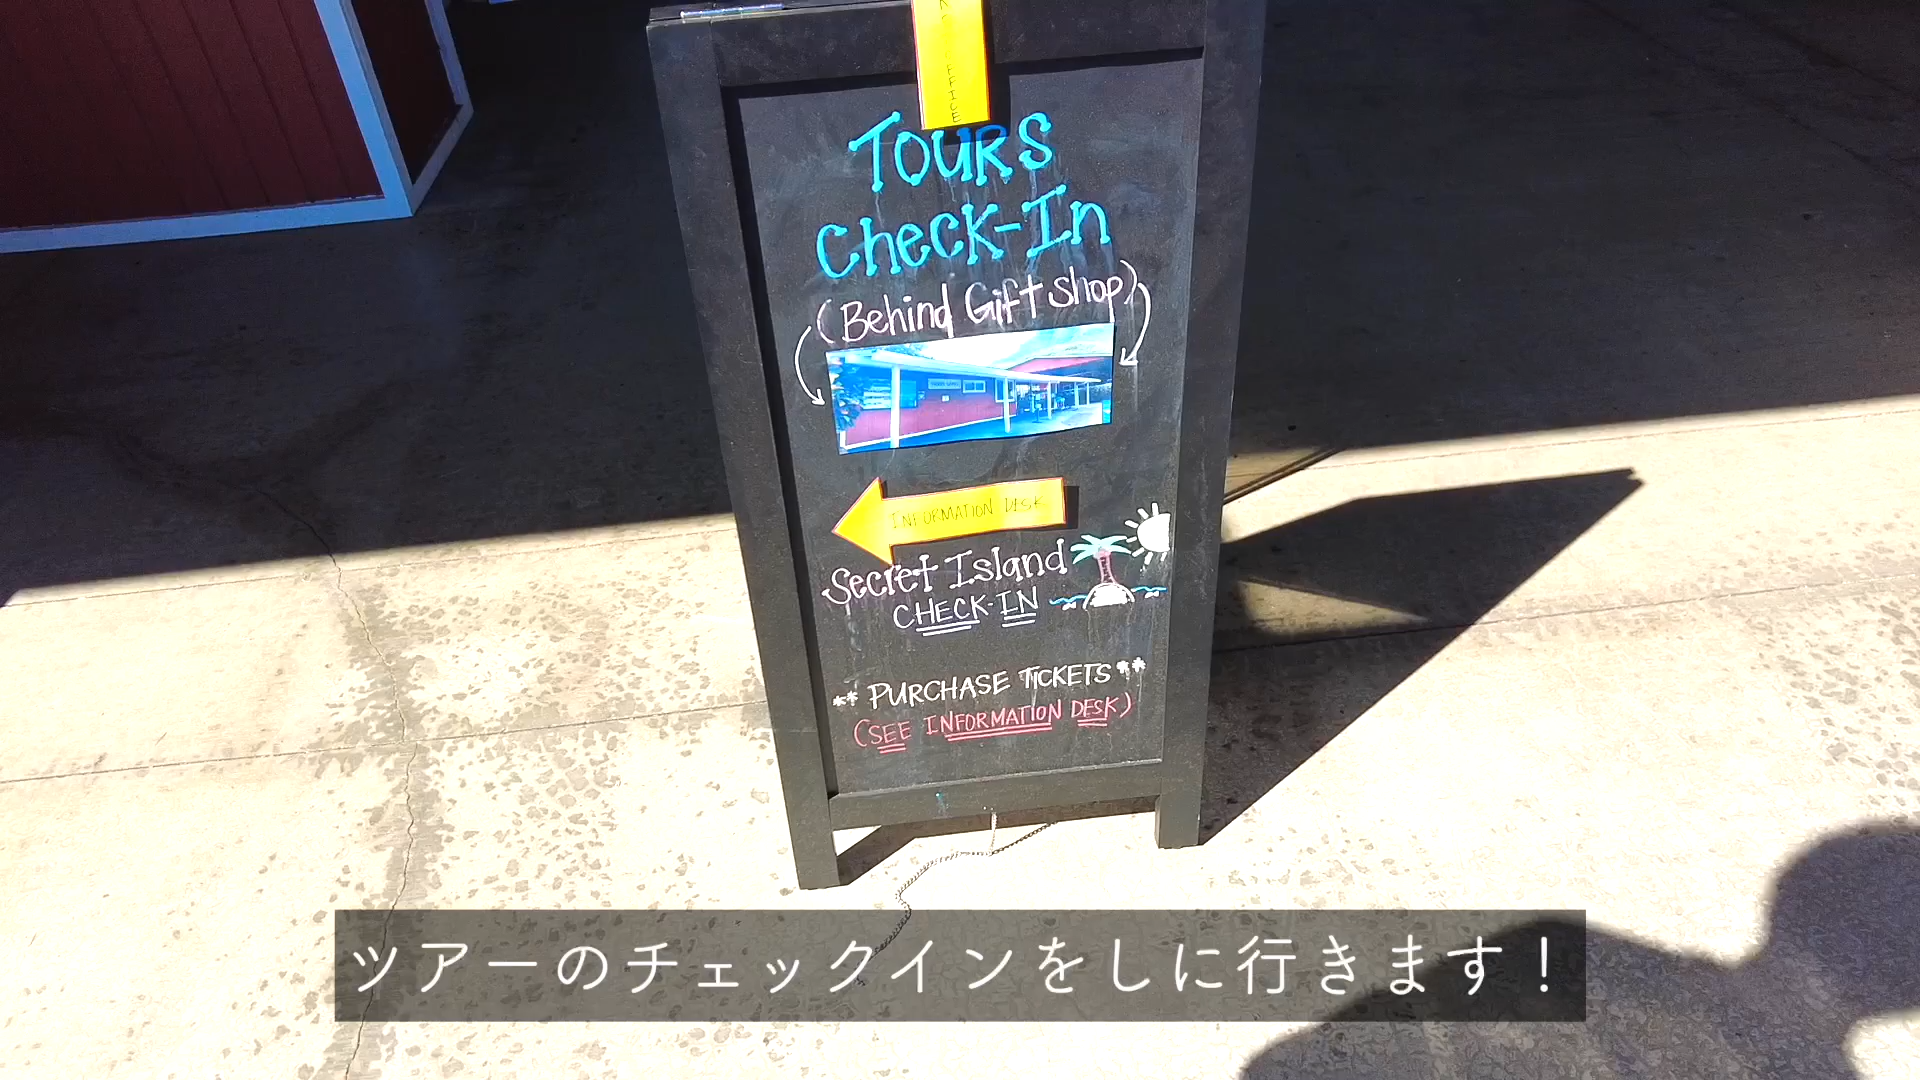 TOURS
Check-In
(Behind Gift Shop)
INFORMATION DESK
Secret Island
CHECK-IN
** PURCHASE TICKETS **
(SEE INFORMATION DESK)
ツアーのチェックインをしに行きます！